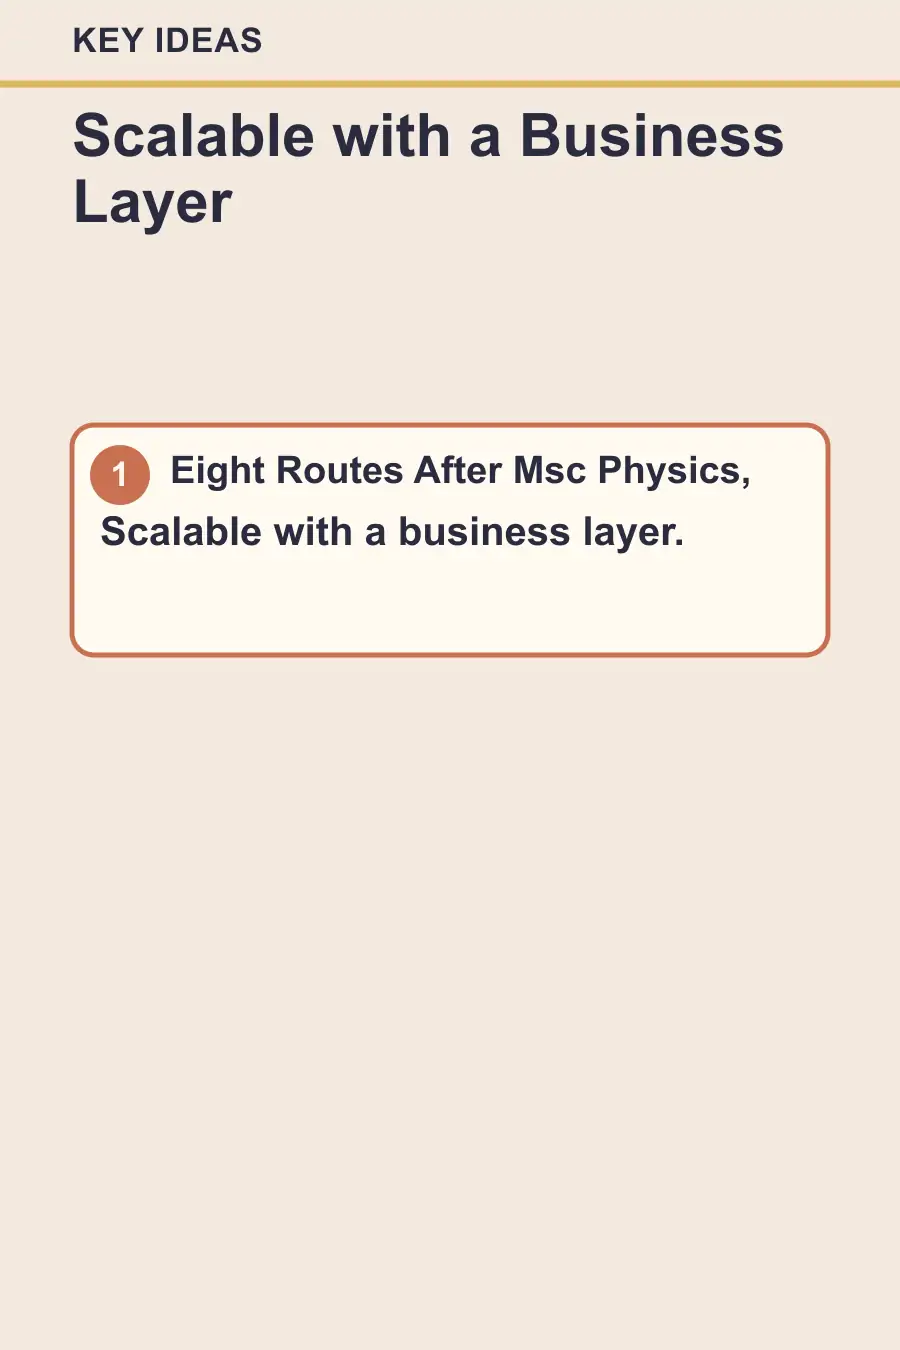 KEY IDEAS
Scalable with a Business
Layer
1 Eight Routes After Msc Physics,
Scalable with a business layer.